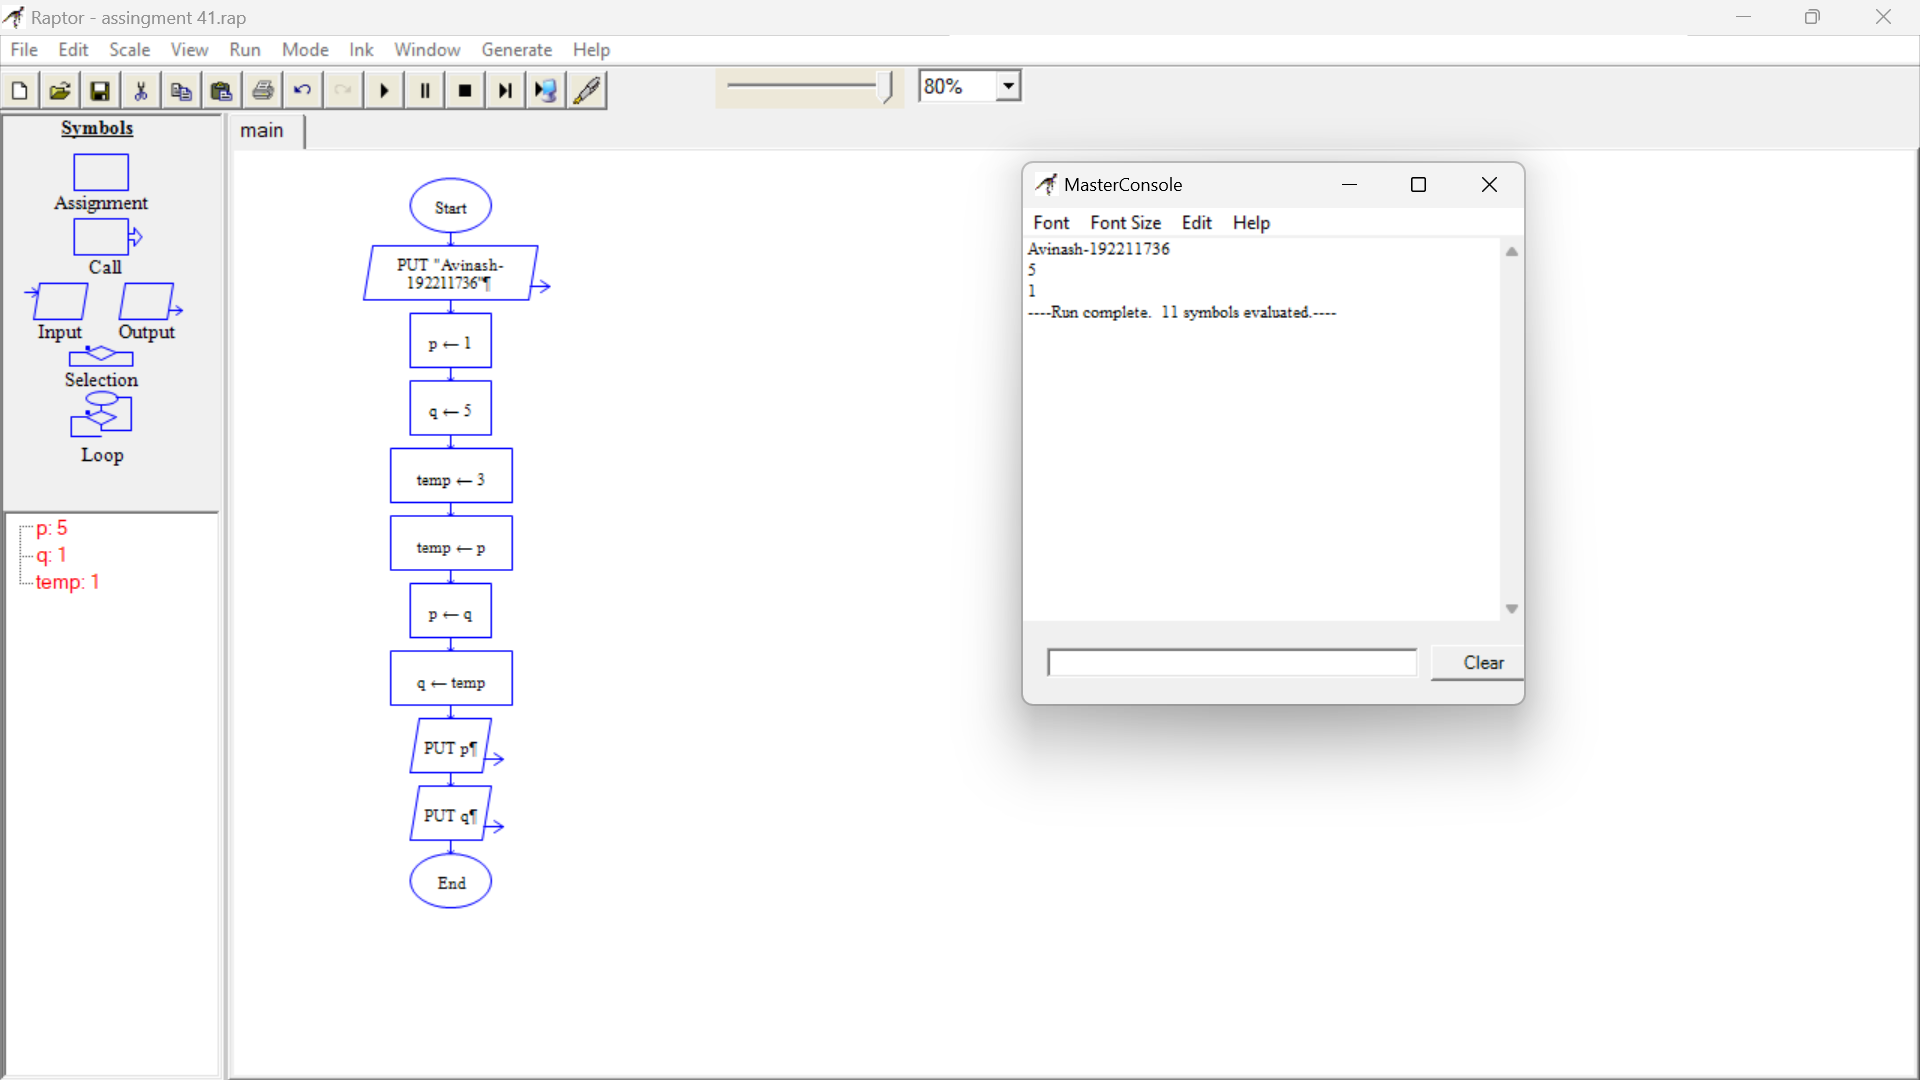 Raptor - assingment 41.rap
File Edit Scale View Run Mode Ink Window Generate Help
80%
Symbols
Assignment
Call
Input Output
Selection
Loop
p: 5
q: 1
temp: 1
main
Start
PUT "Avinash-
192211736"¶
p ← 1
q ← 5
temp ← 3
temp ← p
p ← q
q ← temp
PUT p¶
PUT q¶
End
MasterConsole
Font Font Size Edit Help
Avinash-192211736
5
1
----Run complete.  11 symbols evaluated.----
Clear